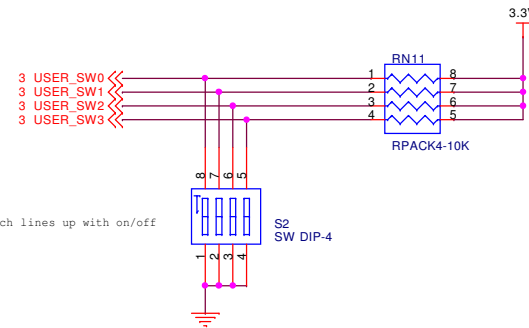 3.3V
RN11
3 USER_SW0 1 8
3 USER_SW1 2 7
3 USER_SW2 3 6
3 USER_SW3 4 5
RPACK4-10K
8 7 6 5
ch lines up with on/off
S2
SW DIP-4
1 2 3 4